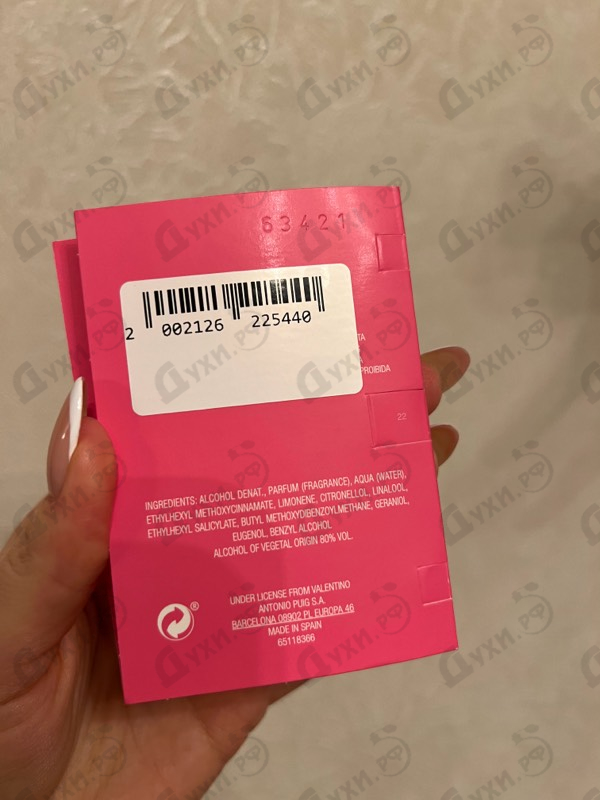 63421
2 002126 225440
TA
PROIBIDA
22
INGREDIENTS: ALCOHOL DENAT., PARFUM (FRAGRANCE), AQUA (WATER),
ETHYLHEXYL METHOXYCINNAMATE, LIMONENE, CITRONELLOL, LINALOOL,
ETHYLHEXYL SALICYLATE, BUTYL METHOXYDIBENZOYLMETHANE, GERANIOL,
EUGENOL, BENZYL ALCOHOL
ALCOHOL OF VEGETAL ORIGIN 80% VOL.
UNDER LICENSE FROM VALENTINO
ANTONIO PUIG S.A.
BARCELONA 08902 PL EUROPA 46
MADE IN SPAIN
65118366
®
Духи.рф